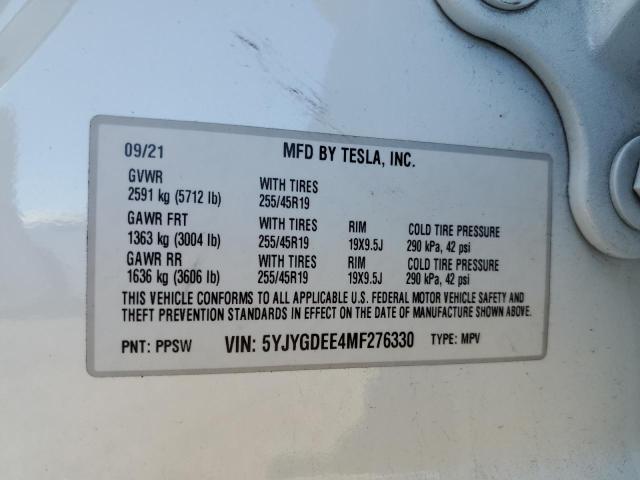 09/21 MFD BY TESLA, INC.
GVWR WITH TIRES
2591 kg (5712 lb) 255/45R19
GAWR FRT WITH TIRES RIM COLD TIRE PRESSURE
1363 kg (3004 lb) 255/45R19 19X9.5J 290 kPa, 42 psi
GAWR RR WITH TIRES RIM COLD TIRE PRESSURE
1636 kg (3606 lb) 255/45R19 19X9.5J 290 kPa, 42 psi
THIS VEHICLE CONFORMS TO ALL APPLICABLE U.S. FEDERAL MOTOR VEHICLE SAFETY AND
THEFT PREVENTION STANDARDS IN EFFECT ON THE DATE OF MANUFACTURE SHOWN ABOVE.
PNT: PPSW VIN: 5YJYGDEE4MF276330 TYPE: MPV